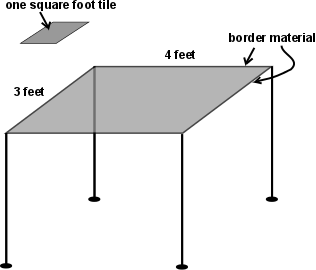 one square foot tile
4 feet
border material
3 feet